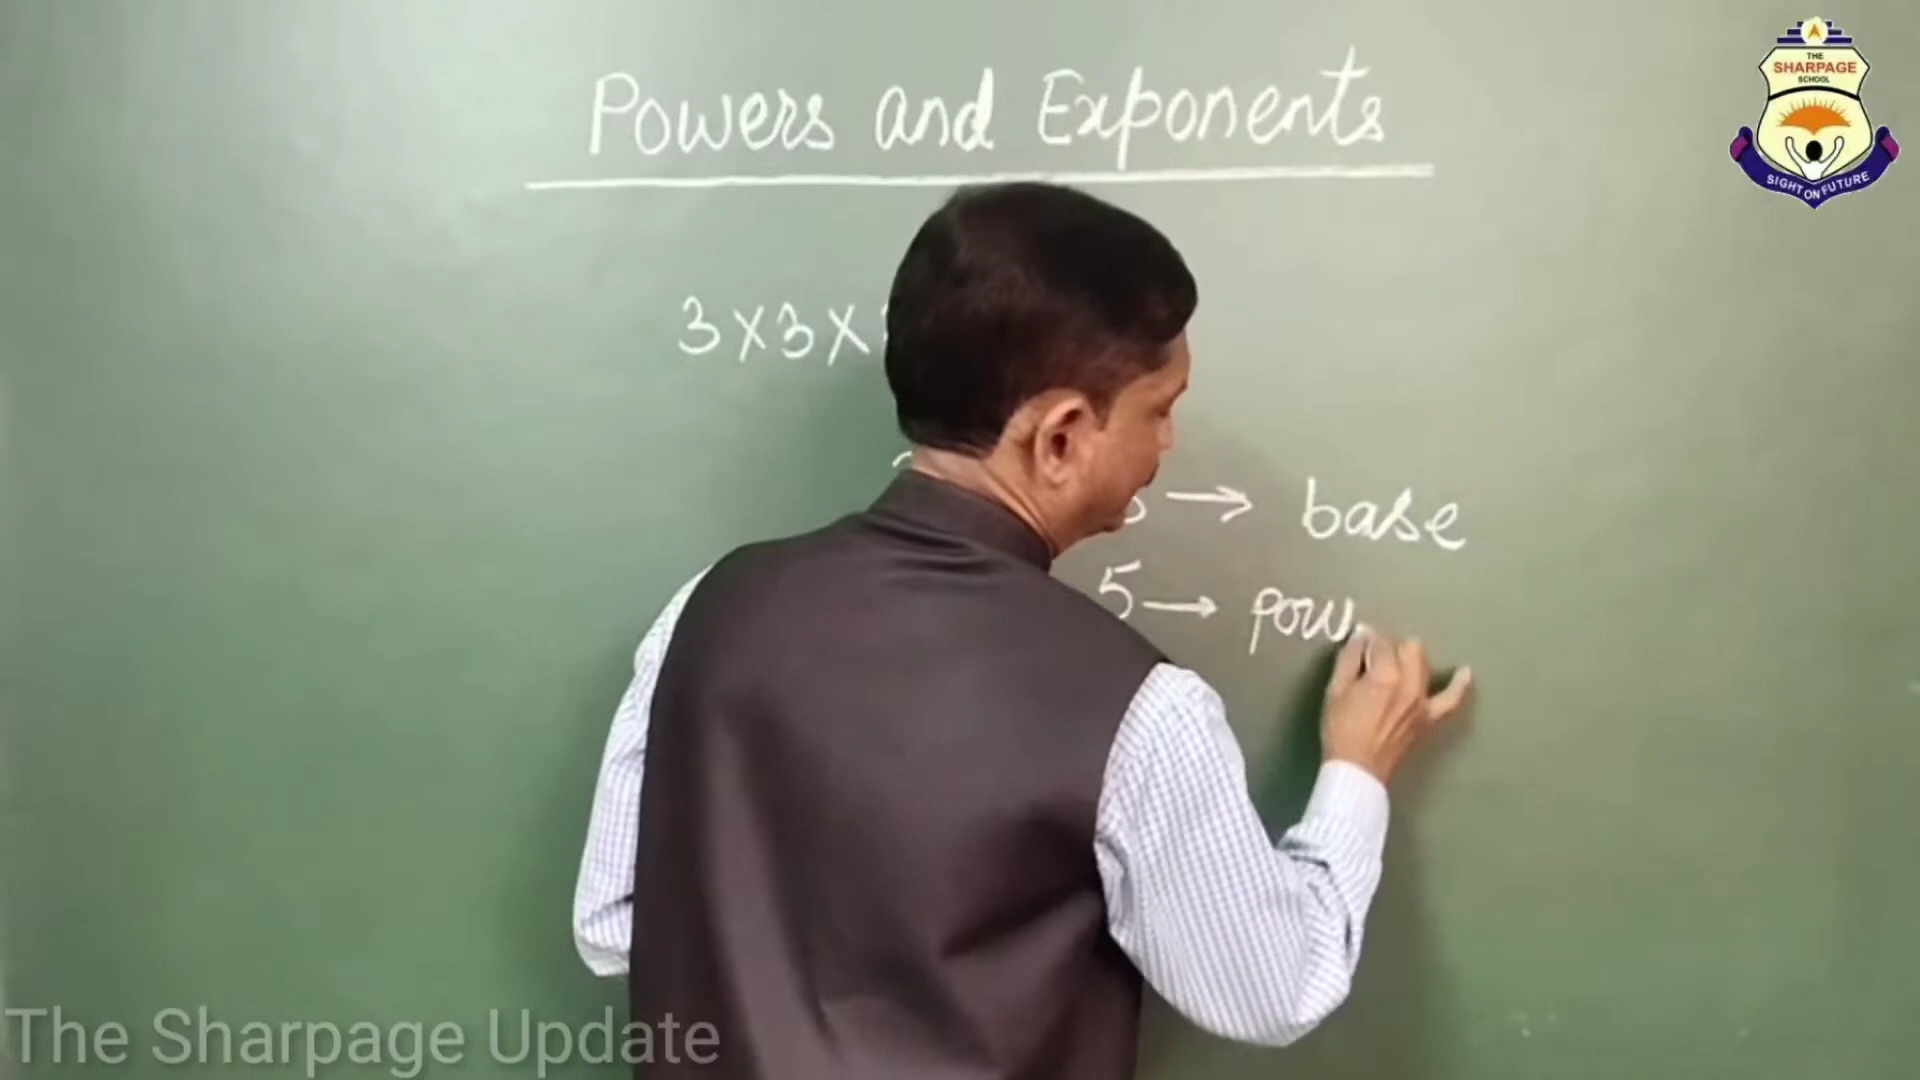 Powers and Exponents
3×3×
→ base
5 → pow
THE
SHARPAGE
SCHOOL
SIGHT ON FUTURE
The Sharpage Update